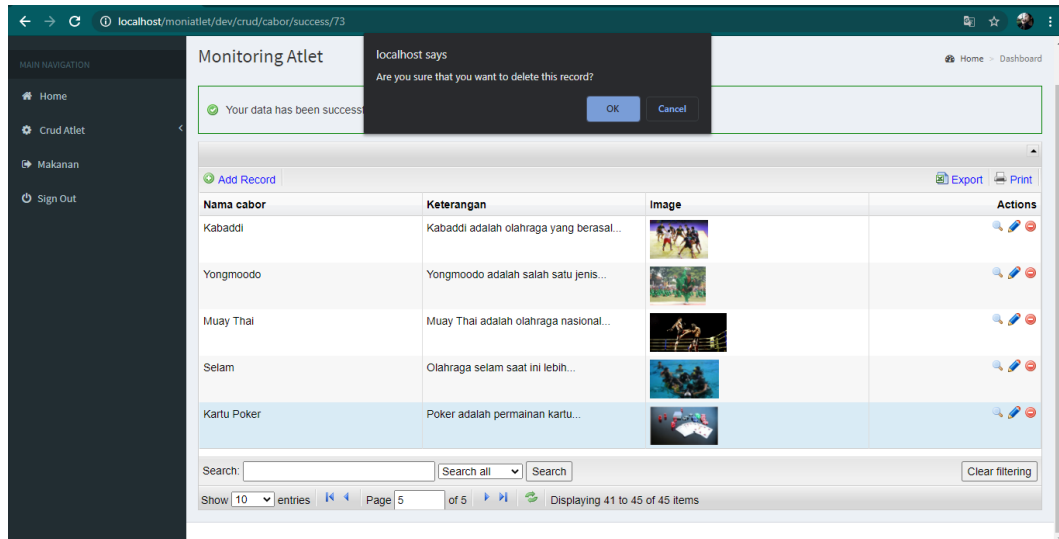 localhost/moniatlet/dev/crud/cabor/success/73
MAIN NAVIGATION
Home
Crud Atlet
Makanan
Sign Out
Monitoring Atlet
Home > Dashboard
localhost says
Are you sure that you want to delete this record?
OK
Cancel
Your data has been success
Add Record
Export
Print
Nama cabor Keterangan Image Actions
Kabaddi Kabaddi adalah olahraga yang berasal...
Yongmoodo Yongmoodo adalah salah satu jenis...
Muay Thai Muay Thai adalah olahraga nasional...
Selam Olahraga selam saat ini lebih...
Kartu Poker Poker adalah permainan kartu...
Search: Search all Search Clear filtering
Show 10 entries Page 5 of 5 Displaying 41 to 45 of 45 items